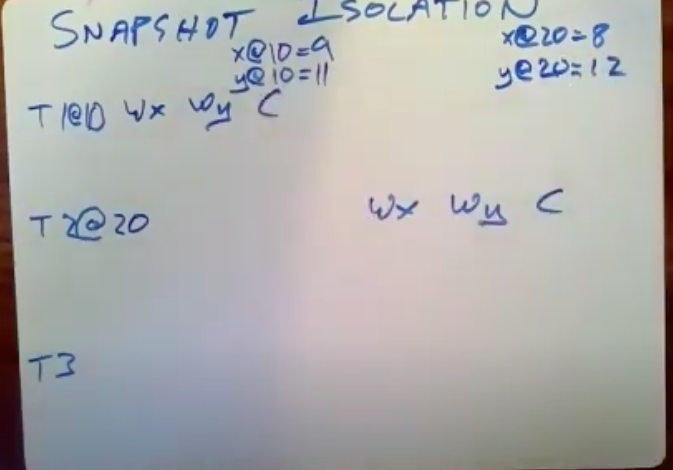 SNAPSHOT ISOLATION
x@10=9
x@20=8
y@10=11
y@20=12
T1@10 Wx Wy C
T2@20 Wx Wy C
T3